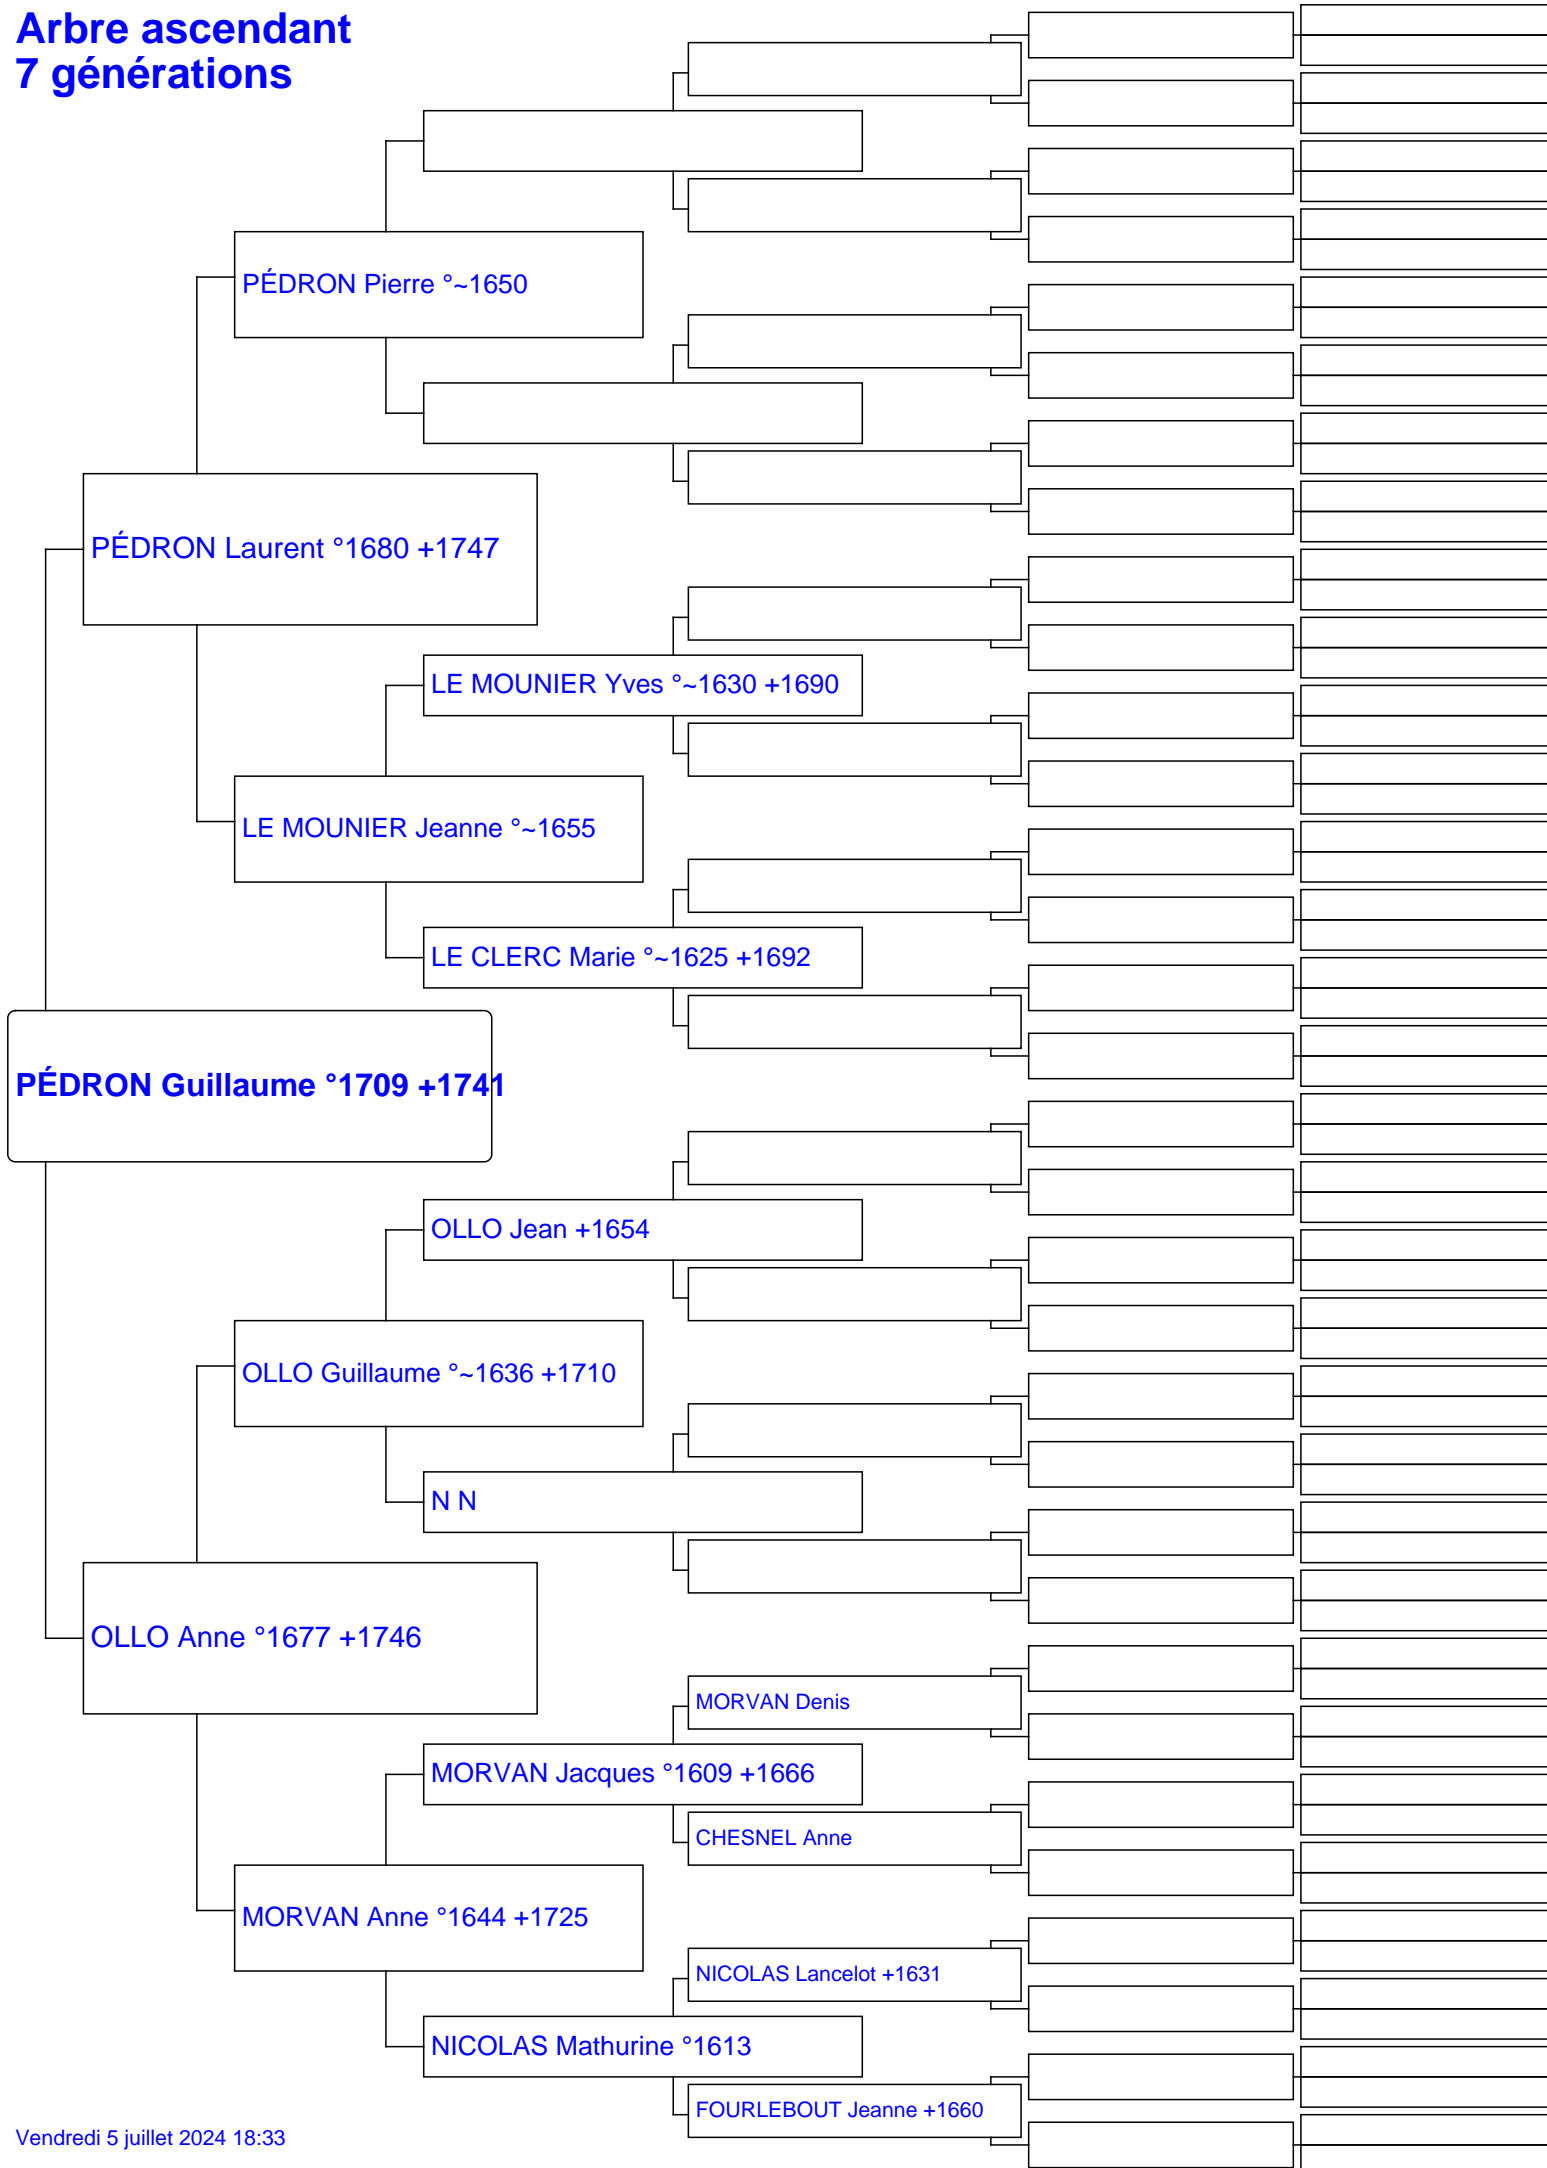 Arbre ascendant
7 générations
PÉDRON Pierre °~1650
PÉDRON Laurent °1680 +1747
LE MOUNIER Yves °~1630 +1690
LE MOUNIER Jeanne °~1655
LE CLERC Marie °~1625 +1692
PÉDRON Guillaume °1709 +1741
OLLO Jean +1654
OLLO Guillaume °~1636 +1710
N N
OLLO Anne °1677 +1746
MORVAN Denis
MORVAN Jacques °1609 +1666
CHESNEL Anne
MORVAN Anne °1644 +1725
NICOLAS Lancelot +1631
NICOLAS Mathurine °1613
FOURLEBOUT Jeanne +1660
Vendredi 5 juillet 2024 18:33